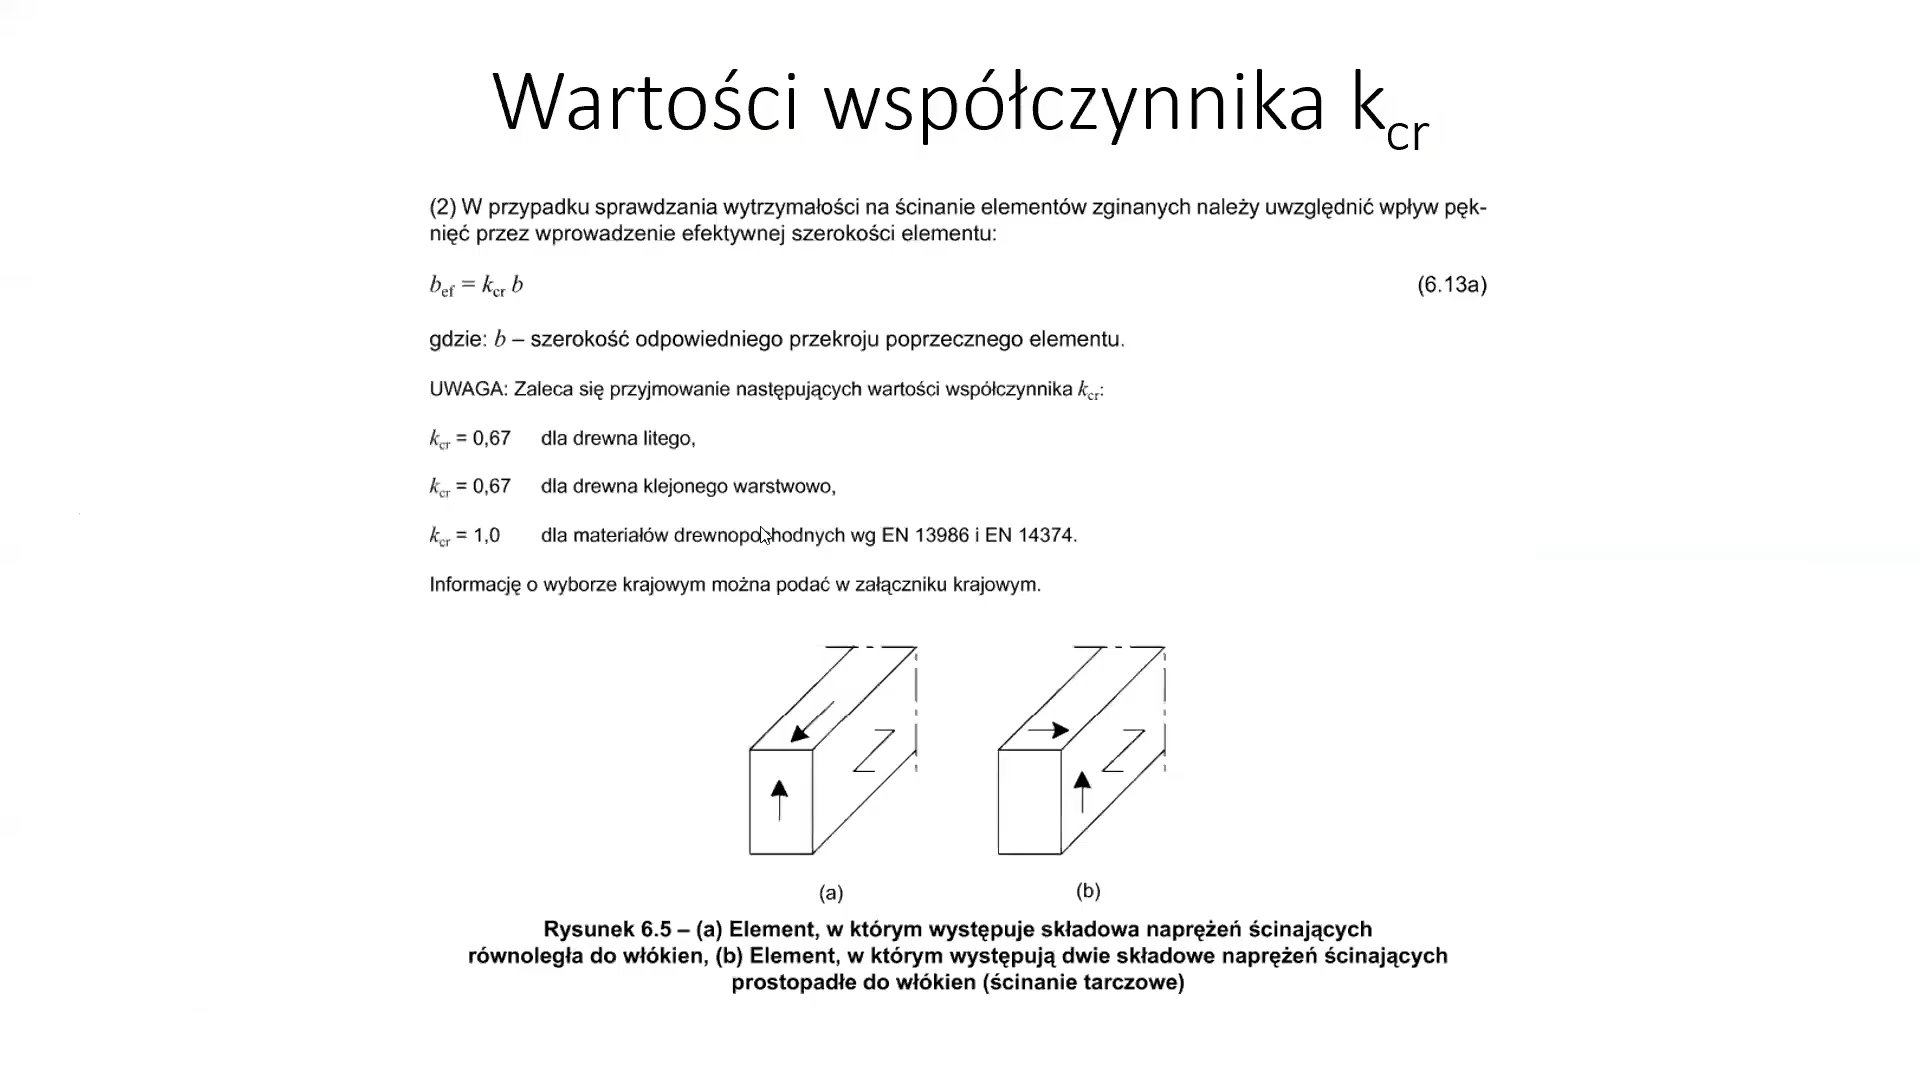 Wartości współczynnika kcr
(2) W przypadku sprawdzania wytrzymałości na ścinanie elementów zginanych należy uwzględnić wpływ pęk-
nięć przez wprowadzenie efektywnej szerokości elementu:
bef = kcr b (6.13a)
gdzie: b – szerokość odpowiedniego przekroju poprzecznego elementu.
UWAGA: Zaleca się przyjmowanie następujących wartości współczynnika kcr:
kcr = 0,67 dla drewna litego,
kcr = 0,67 dla drewna klejonego warstwowo,
kcr = 1,0 dla materiałów drewnopochodnych wg EN 13986 i EN 14374.
Informację o wyborze krajowym można podać w załączniku krajowym.
(a) (b)
Rysunek 6.5 – (a) Element, w którym występuje składowa naprężeń ścinających
równoległa do włókien, (b) Element, w którym występują dwie składowe naprężeń ścinających
prostopadłe do włókien (ścinanie tarczowe)